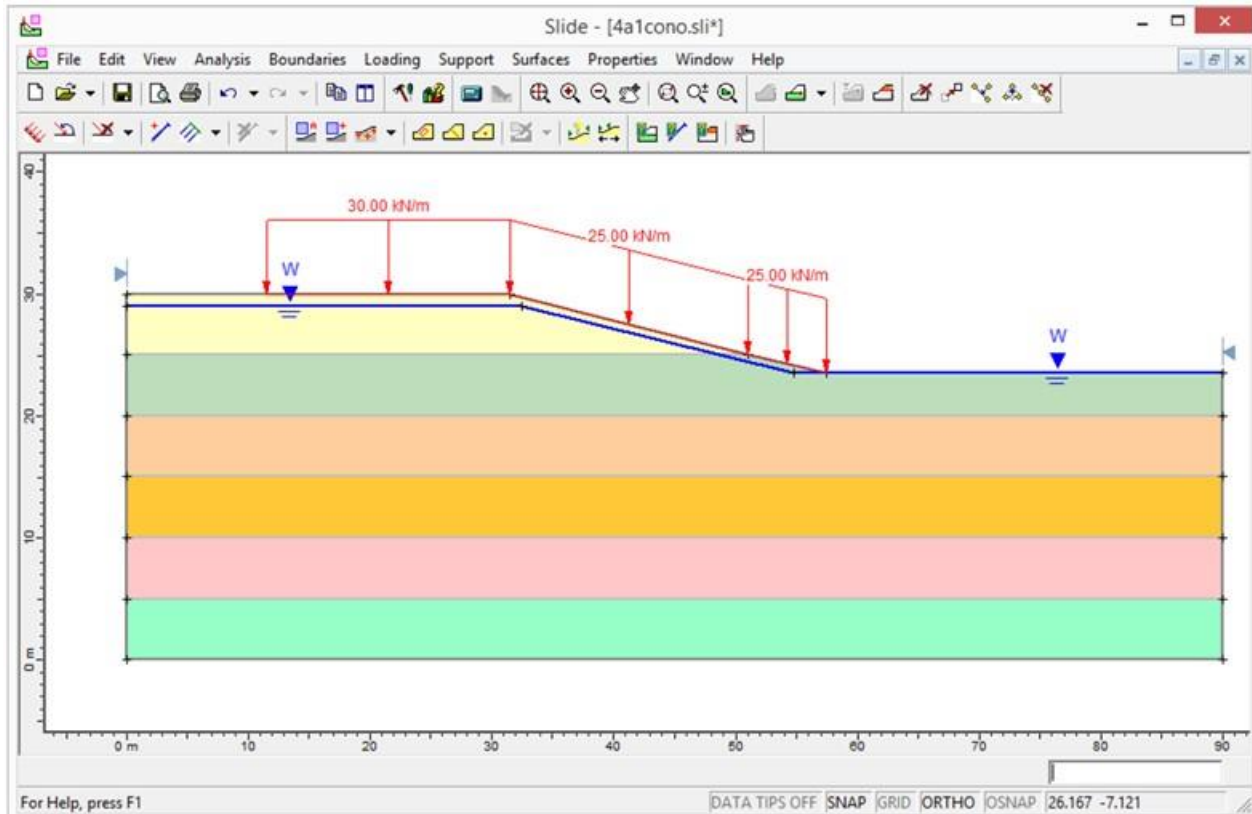 Slide - [4a1cono.sli*]
File Edit View Analysis Boundaries Loading Support Surfaces Properties Window Help
40
30.00 kN/m
25.00 kN/m
25.00 kN/m
W
30
W
20
10
0 m
0 m 10 20 30 40 50 60 70 80 90
For Help, press F1 DATA TIPS OFF SNAP GRID ORTHO OSNAP 26.167 -7.121